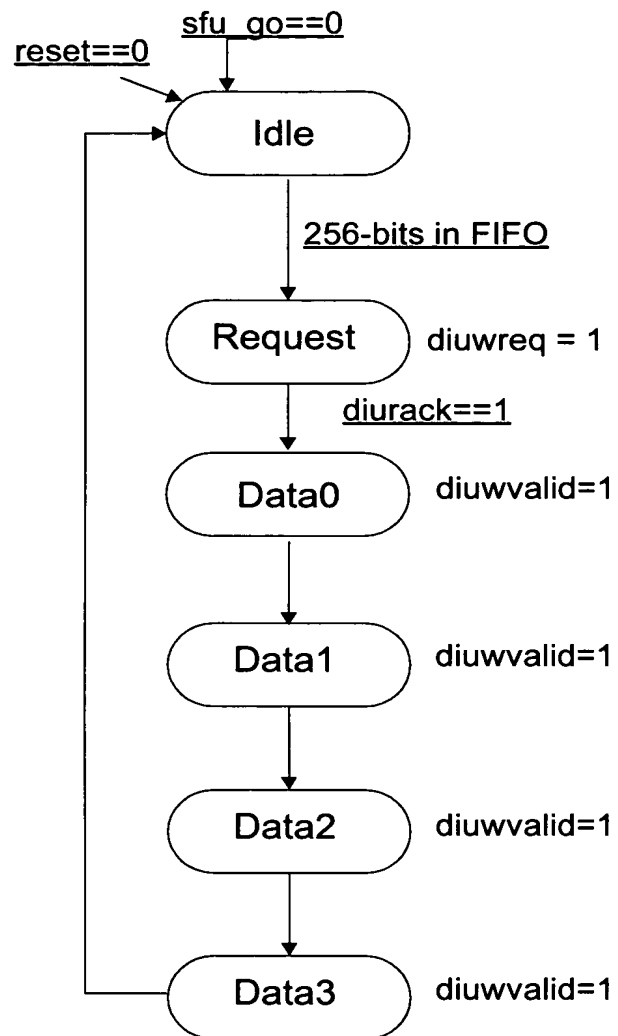 sfu_go==0
reset==0
Idle
256-bits in FIFO
Request
diuwreq = 1
diurack==1
Data0
diuwvalid=1
Data1
diuwvalid=1
Data2
diuwvalid=1
Data3
diuwvalid=1